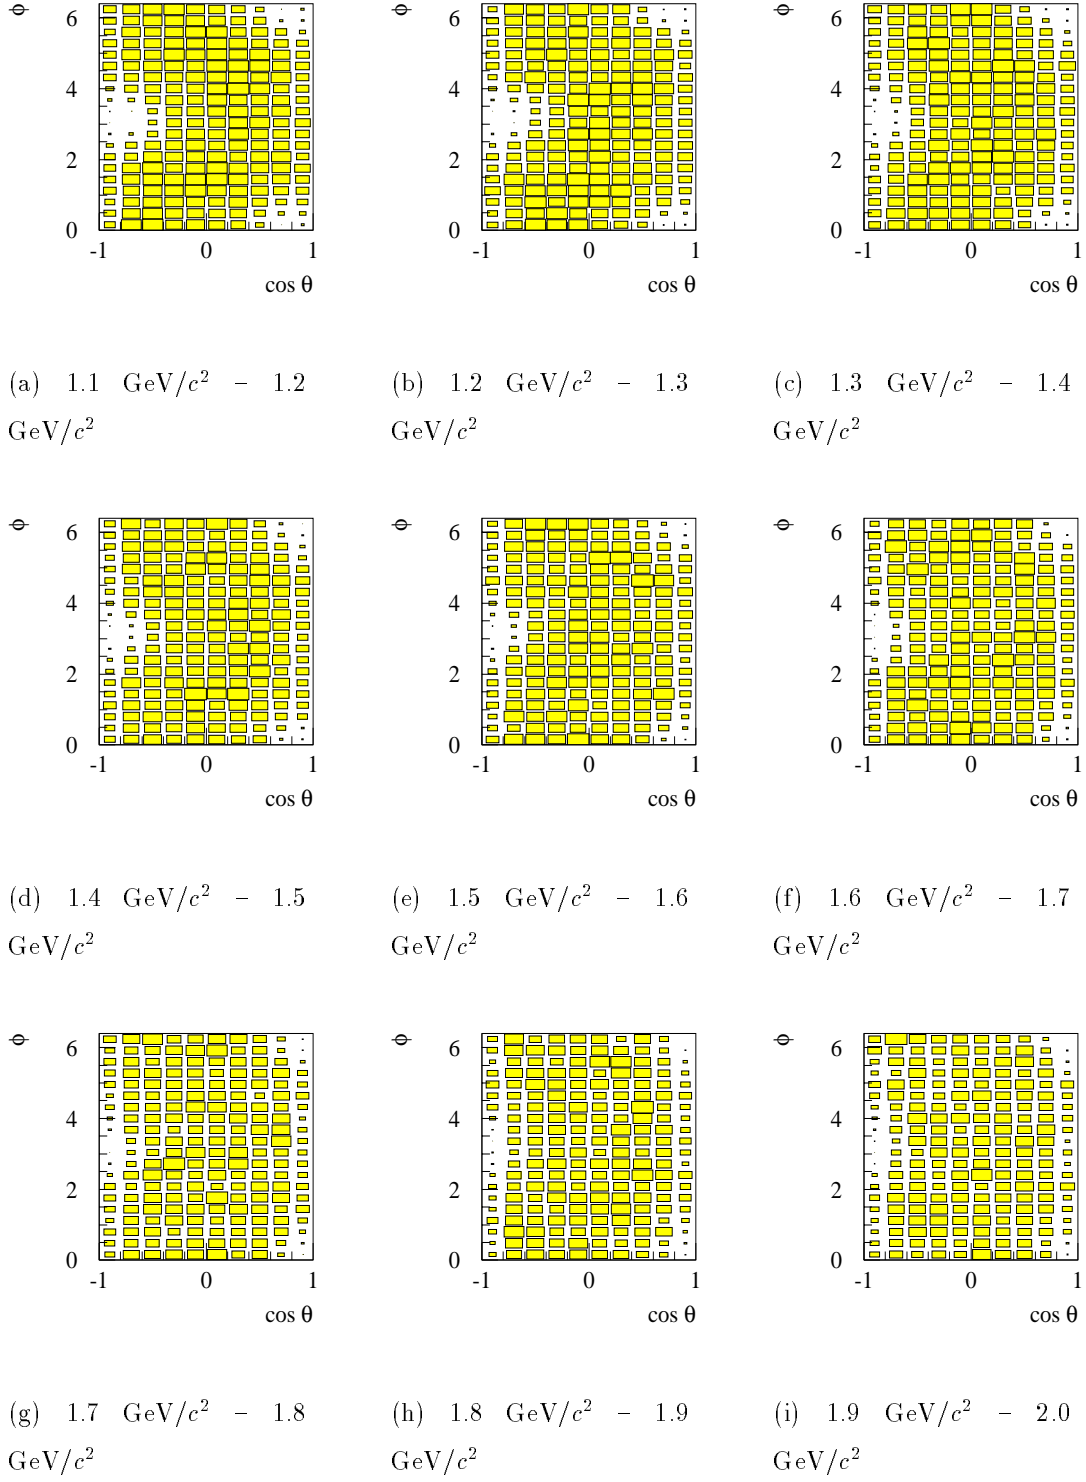 φ 6 4 2 0 -1 0 1 cos θ
φ 6 4 2 0 -1 0 1 cos θ
φ 6 4 2 0 -1 0 1 cos θ
(a) 1.1 GeV/c² – 1.2
GeV/c²
(b) 1.2 GeV/c² – 1.3
GeV/c²
(c) 1.3 GeV/c² – 1.4
GeV/c²
φ 6 4 2 0 -1 0 1 cos θ
φ 6 4 2 0 -1 0 1 cos θ
φ 6 4 2 0 -1 0 1 cos θ
(d) 1.4 GeV/c² – 1.5
GeV/c²
(e) 1.5 GeV/c² – 1.6
GeV/c²
(f) 1.6 GeV/c² – 1.7
GeV/c²
φ 6 4 2 0 -1 0 1 cos θ
φ 6 4 2 0 -1 0 1 cos θ
φ 6 4 2 0 -1 0 1 cos θ
(g) 1.7 GeV/c² – 1.8
GeV/c²
(h) 1.8 GeV/c² – 1.9
GeV/c²
(i) 1.9 GeV/c² – 2.0
GeV/c²